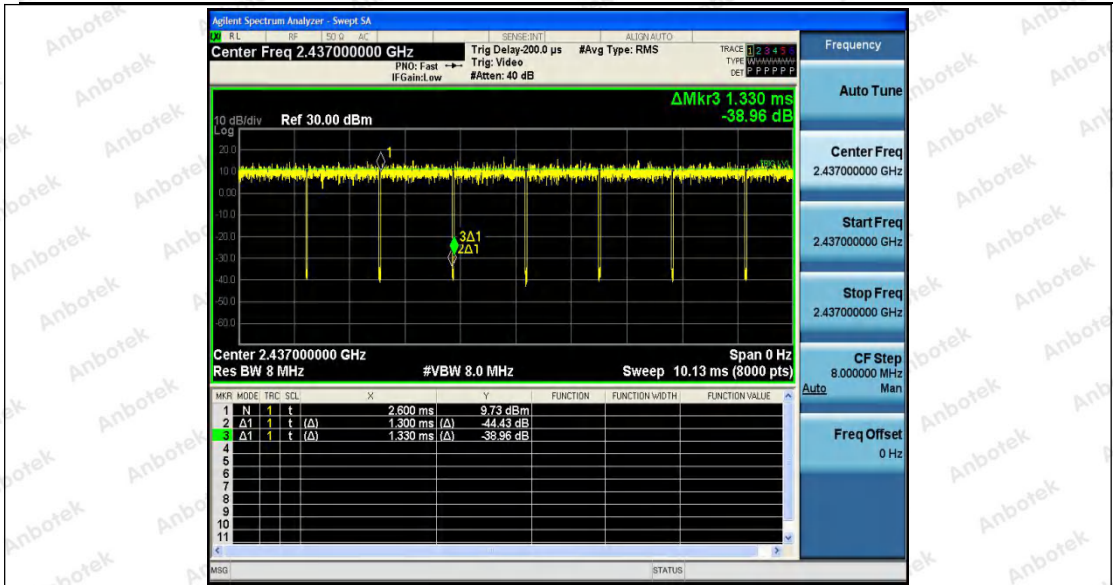 Agilent Spectrum Analyzer - Swept SA
RL RF 50 Ω AC SENSE:INT ALIGN AUTO
Center Freq 2.437000000 GHz
PNO: Fast
IFGain:Low
Trig Delay-200.0 µs
Trig: Video
#Atten: 40 dB
#Avg Type: RMS
TRACE 1 2 3 4 5 6
TYPE W
DET P P P P P P
ΔMkr3 1.330 ms
-38.96 dB
10 dB/div Ref 30.00 dBm
Log
20.0
10.0
0.00
-10.0
-20.0
-30.0
-40.0
-50.0
-60.0
1
TRIG LVL
3Δ1
2Δ1
Center 2.437000000 GHz
Span 0 Hz
Res BW 8 MHz
#VBW 8.0 MHz
Sweep 10.13 ms (8000 pts)
MKR MODE TRC SCL X Y FUNCTION FUNCTION WIDTH FUNCTION VALUE
1 N 1 t 2.600 ms 9.73 dBm
2 Δ1 1 t (Δ) 1.300 ms (Δ) -44.43 dB
3 Δ1 1 t (Δ) 1.330 ms (Δ) -38.96 dB
4
5
6
7
8
9
10
11
MSG STATUS
Frequency
Auto Tune
Center Freq
2.437000000 GHz
Start Freq
2.437000000 GHz
Stop Freq
2.437000000 GHz
CF Step
8.000000 MHz
Auto Man
Freq Offset
0 Hz
Anbotek